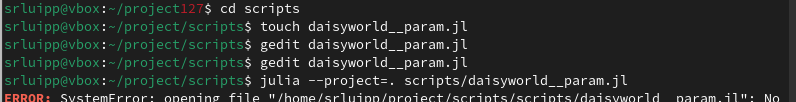 srluipp@vbox:~/project127$ cd scripts
srluipp@vbox:~/project/scripts$ touch daisyworld__param.jl
srluipp@vbox:~/project/scripts$ gedit daisyworld__param.jl
srluipp@vbox:~/project/scripts$ gedit daisyworld__param.jl
srluipp@vbox:~/project/scripts$ julia --project=. scripts/daisyworld__param.jl
ERROR: SystemError: opening file "/home/srluipp/project/scripts/scripts/daisyworld__param.jl": No